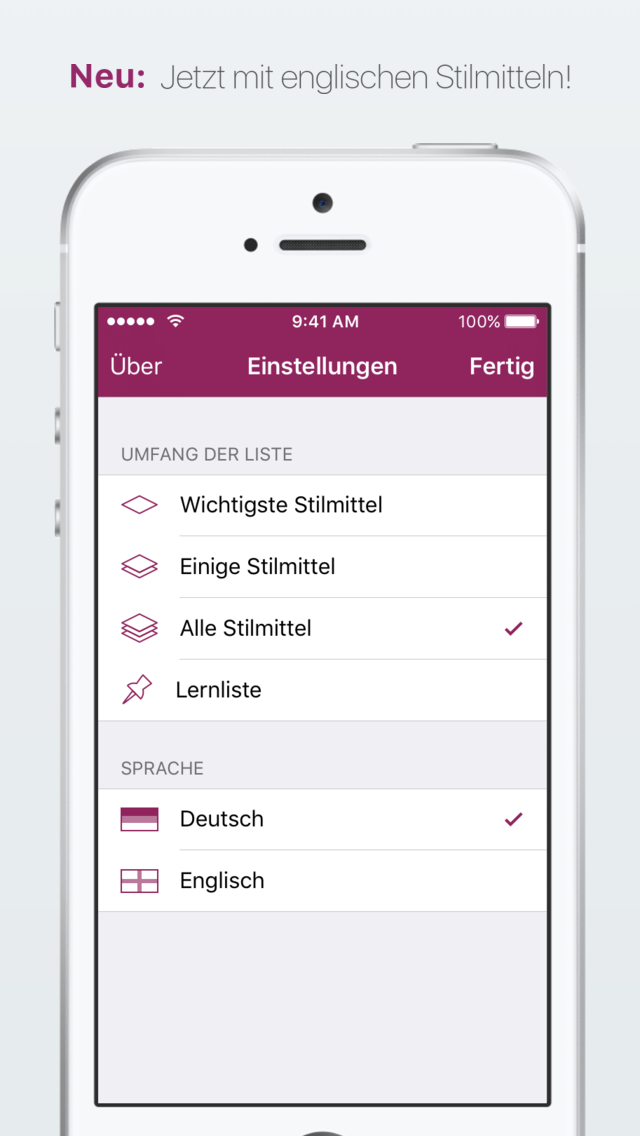 Neu: Jetzt mit englischen Stilmitteln!
9:41 AM 100%
Über Einstellungen Fertig
UMFANG DER LISTE
Wichtigste Stilmittel
Einige Stilmittel
Alle Stilmittel
Lernliste
SPRACHE
Deutsch
Englisch